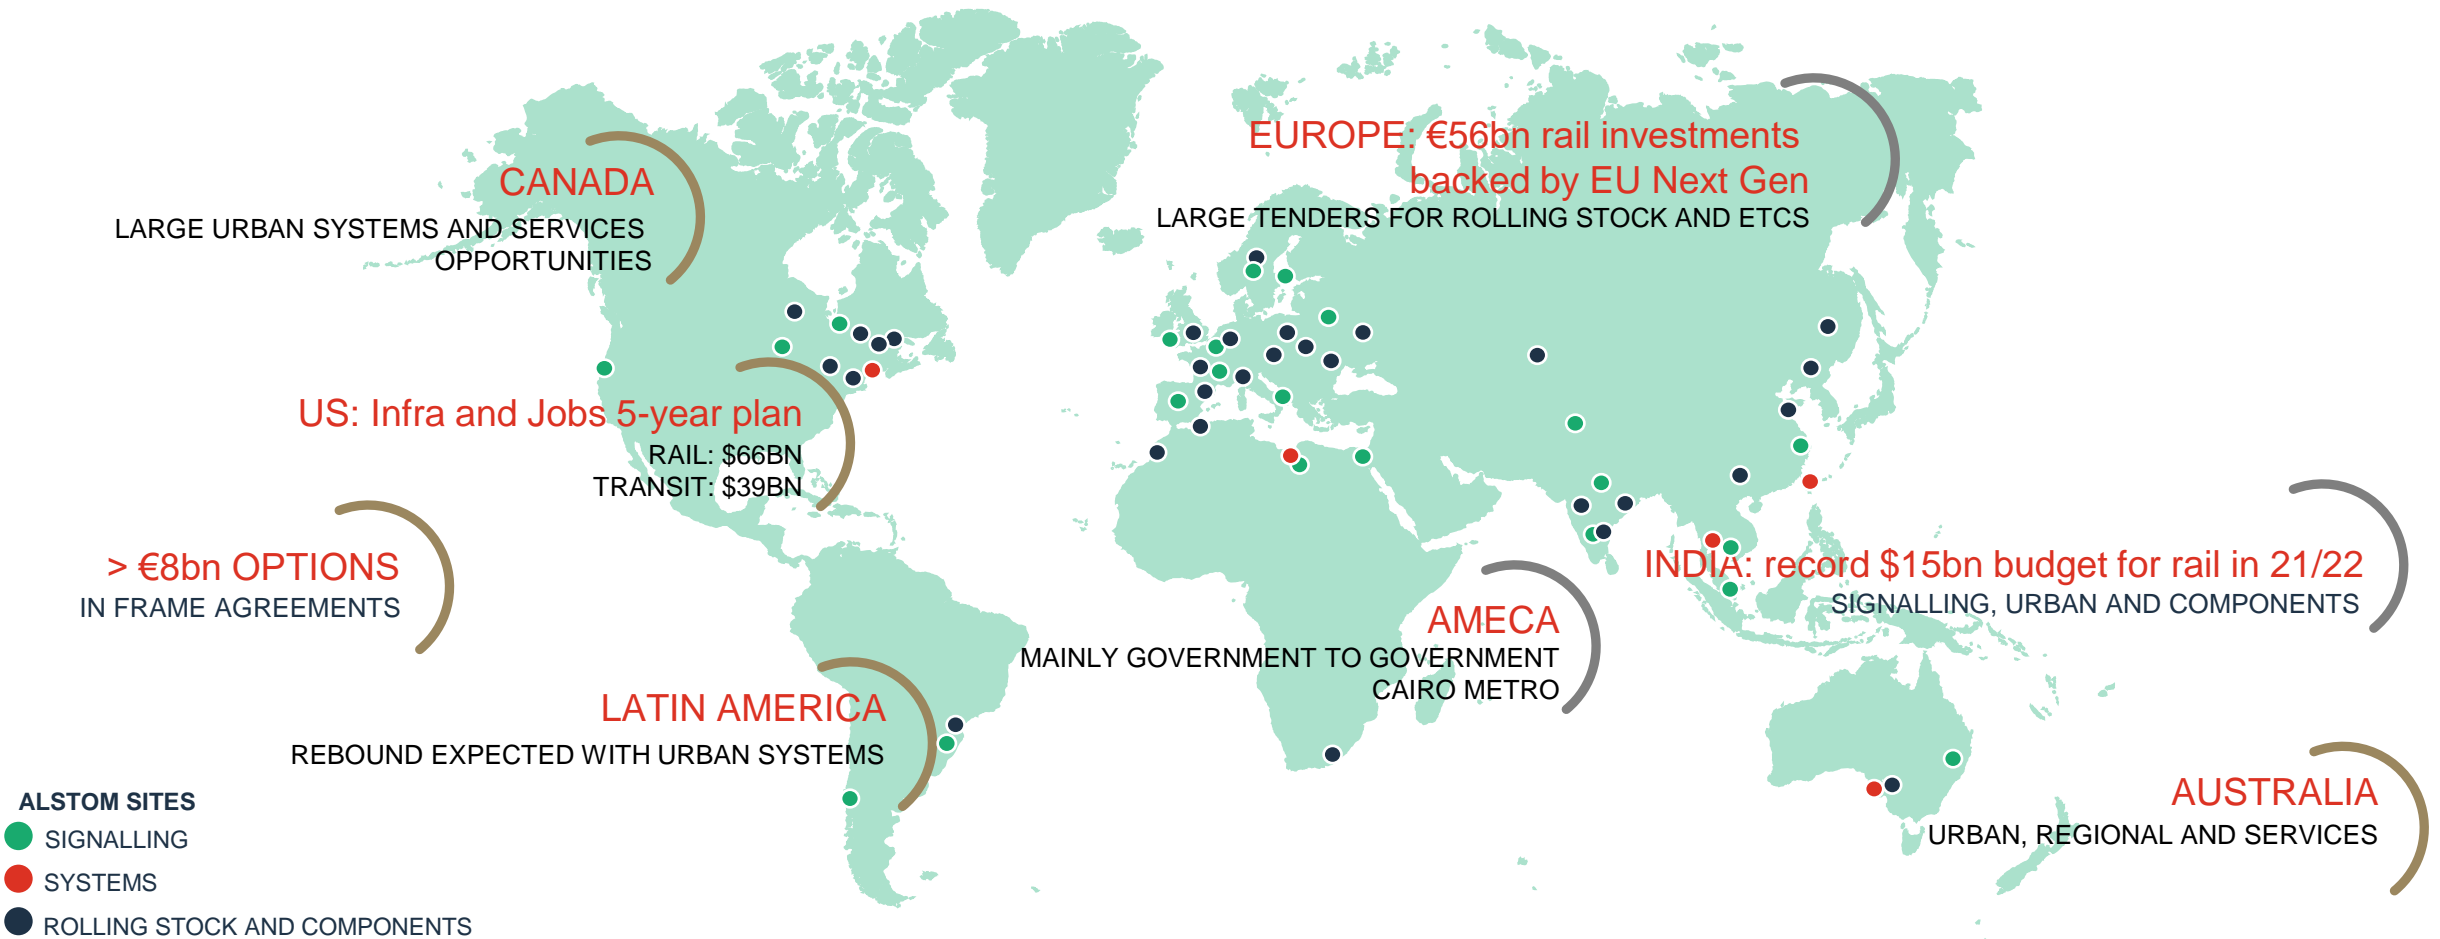 CANADA
LARGE URBAN SYSTEMS AND SERVICES
OPPORTUNITIES
EUROPE: €56bn rail investments
backed by EU Next Gen
LARGE TENDERS FOR ROLLING STOCK AND ETCS
US: Infra and Jobs 5-year plan
RAIL: $66BN
TRANSIT: $39BN
> €8bn OPTIONS
IN FRAME AGREEMENTS
INDIA: record $15bn budget for rail in 21/22
SIGNALLING, URBAN AND COMPONENTS
AMECA
MAINLY GOVERNMENT TO GOVERNMENT
CAIRO METRO
LATIN AMERICA
REBOUND EXPECTED WITH URBAN SYSTEMS
AUSTRALIA
URBAN, REGIONAL AND SERVICES
ALSTOM SITES
SIGNALLING
SYSTEMS
ROLLING STOCK AND COMPONENTS